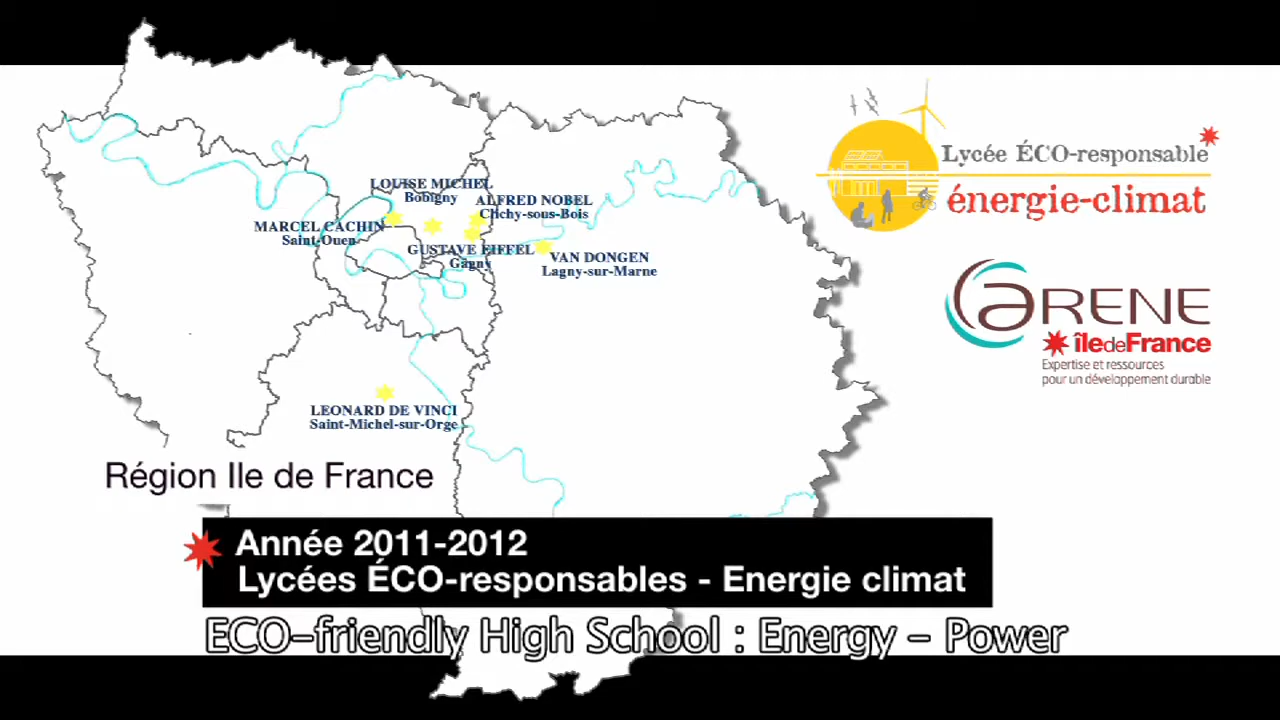 LOUISE MICHEL
Bobigny
ALFRED NOBEL
Clichy-sous-Bois
MARCEL CACHIN
Saint-Ouen
GUSTAVE EIFFEL
Gagny
VAN DONGEN
Lagny-sur-Marne
LEONARD DE VINCI
Saint-Michel-sur-Orge
Lycée ÉCO-responsable
énergie-climat
aRENE
îledeFrance
Expertise et ressources
pour un développement durable
Région Ile de France
Année 2011-2012
Lycées ÉCO-responsables - Energie climat
ECO-friendly High School : Energy - Power